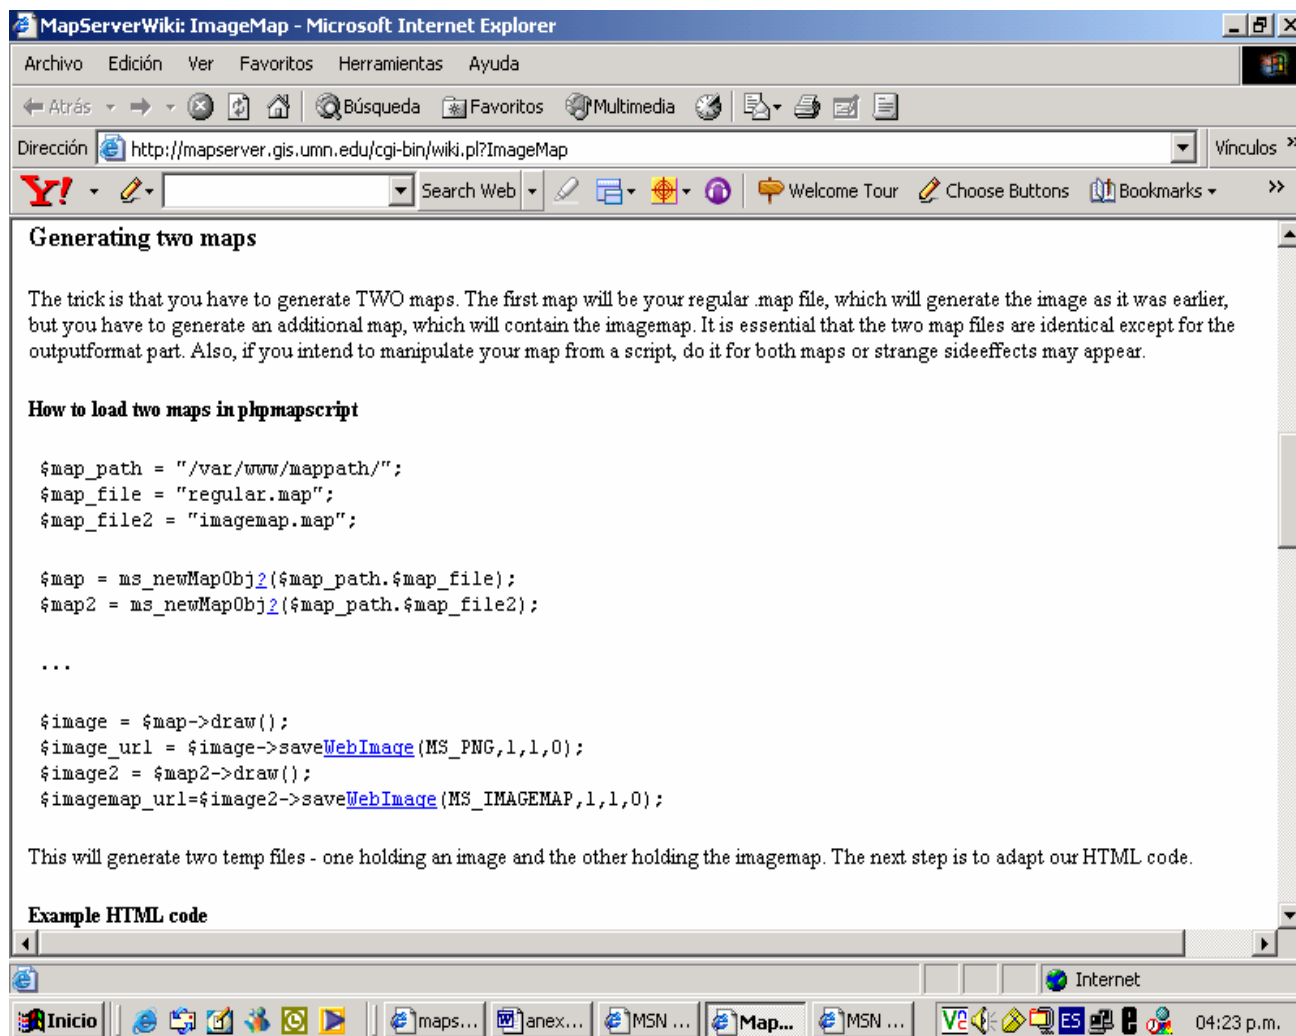 MapServerWiki: ImageMap - Microsoft Internet Explorer
Archivo Edición Ver Favoritos Herramientas Ayuda
Atrás Búsqueda Favoritos Multimedia
Dirección http://mapserver.gis.umn.edu/cgi-bin/wiki.pl?ImageMap Vínculos »
Y! Search Web Welcome Tour Choose Buttons Bookmarks »
Generating two maps
The trick is that you have to generate TWO maps. The first map will be your regular .map file, which will generate the image as it was earlier,
but you have to generate an additional map, which will contain the imagemap. It is essential that the two map files are identical except for the
outputformat part. Also, if you intend to manipulate your map from a script, do it for both maps or strange sideeffects may appear.
How to load two maps in phpmapscript
$map_path = "/var/www/mappath/";
$map_file = "regular.map";
$map_file2 = "imagemap.map";
$map = ms_newMapObj?($map_path.$map_file);
$map2 = ms_newMapObj?($map_path.$map_file2);
...
$image = $map->draw();
$image_url = $image->saveWebImage(MS_PNG,1,1,0);
$image2 = $map2->draw();
$imagemap_url=$image2->saveWebImage(MS_IMAGEMAP,1,1,0);
This will generate two temp files - one holding an image and the other holding the imagemap. The next step is to adapt our HTML code.
Example HTML code
Internet
Inicio maps... anex... MSN ... Map... MSN ... ES 04:23 p.m.